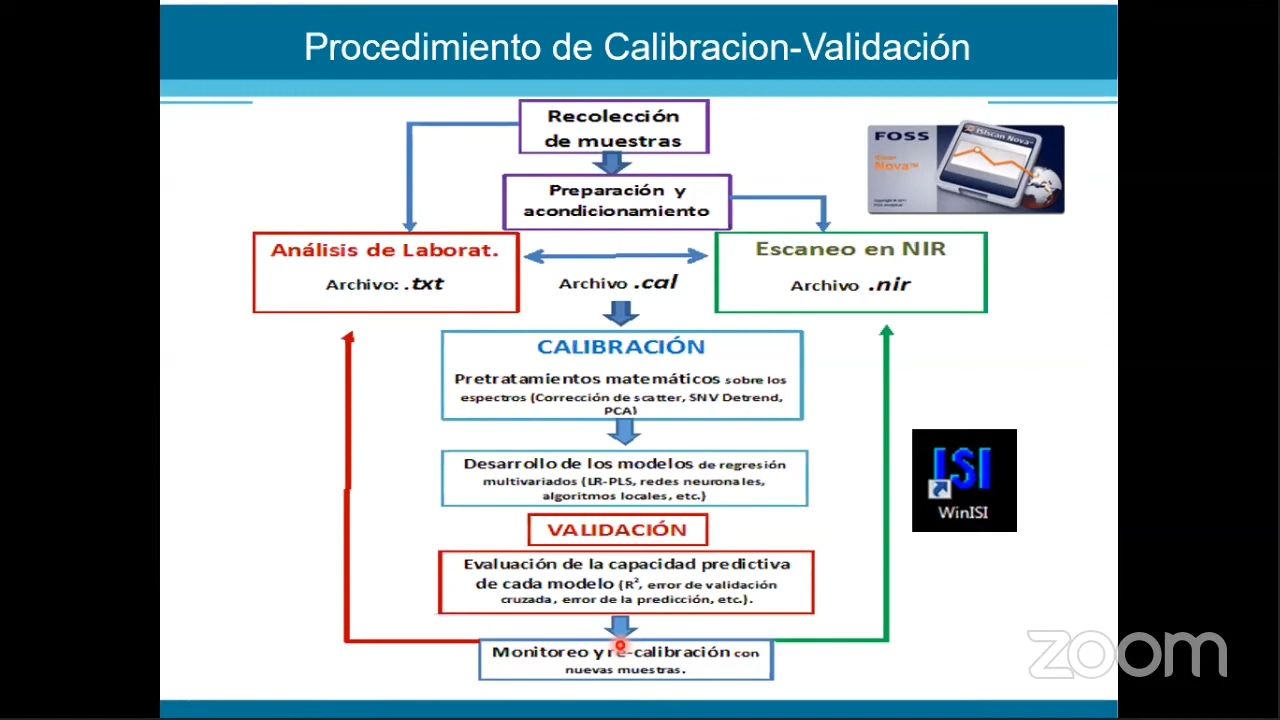 Procedimiento de Calibracion-Validación
Recolección
de muestras
FOSS
ISIscan Nova™
Nova™
Preparación y
acondicionamiento
Análisis de Laborat.
Archivo: .txt
Archivo .cal
Escaneo en NIR
Archivo .nir
CALIBRACIÓN
Pretratamientos matemáticos sobre los
espectros (Corrección de scatter, SNV Detrend,
PCA)
Desarrollo de los modelos de regresión
multivariados (LR-PLS, redes neuronales,
algoritmos locales, etc.)
ISI
WinISI
VALIDACIÓN
Evaluación de la capacidad predictiva
de cada modelo (R², error de validación
cruzada, error de la predicción, etc.).
Monitoreo y re-calibración con
nuevas muestras.
zoom